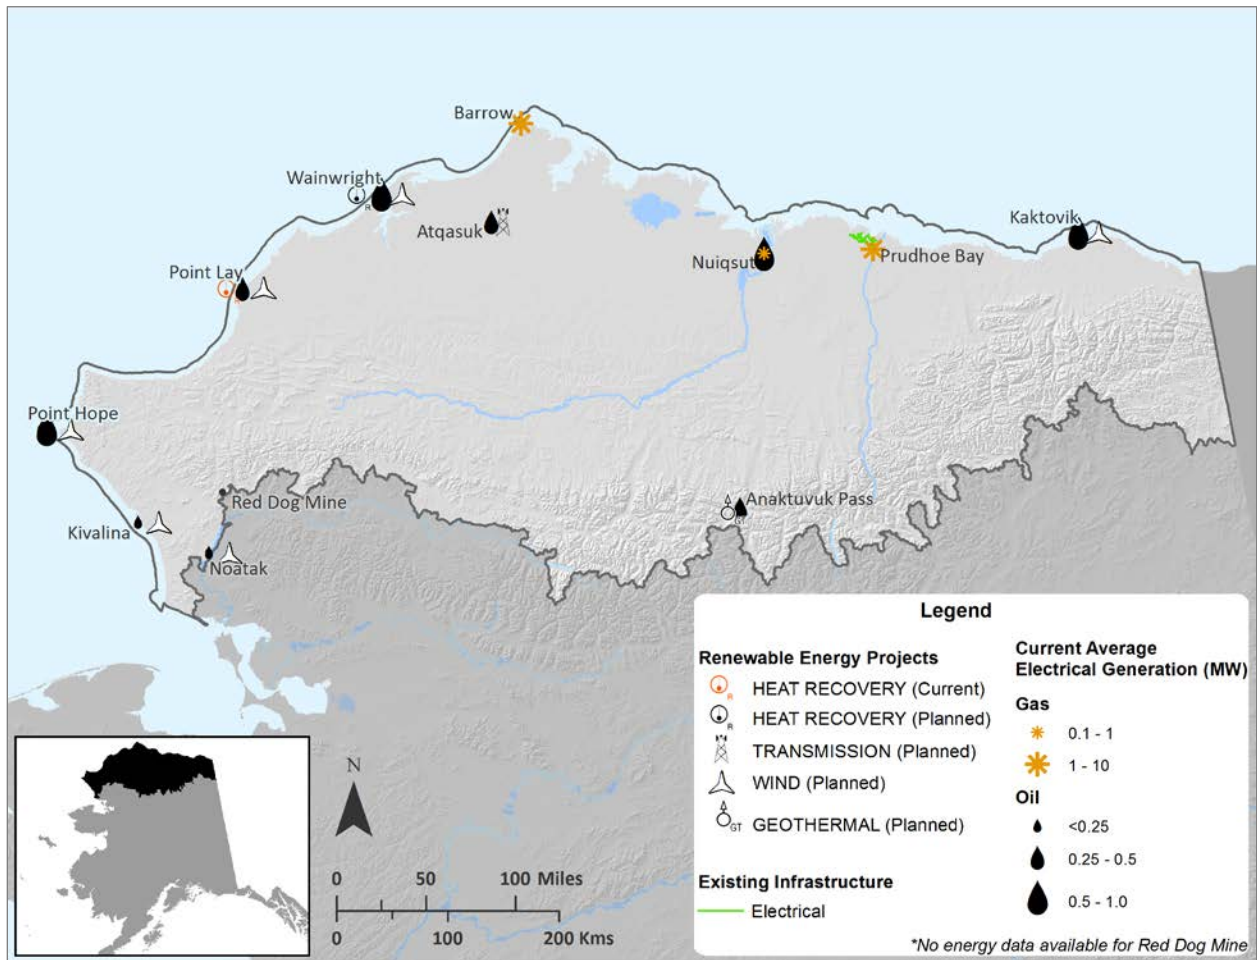 Barrow
Wainwright
R
Atqasuk
Kaktovik
Nuiqsut
Prudhoe Bay
Point Lay
R
Point Hope
Red Dog Mine
Anaktuvuk Pass
GT
Kivalina
Noatak
Legend
Renewable Energy Projects
R HEAT RECOVERY (Current)
R HEAT RECOVERY (Planned)
TRANSMISSION (Planned)
WIND (Planned)
GT GEOTHERMAL (Planned)
Existing Infrastructure
Electrical
Current Average
Electrical Generation (MW)
Gas
0.1 - 1
1 - 10
Oil
<0.25
0.25 - 0.5
0.5 - 1.0
*No energy data available for Red Dog Mine
N
0 50 100 Miles
0 100 200 Kms